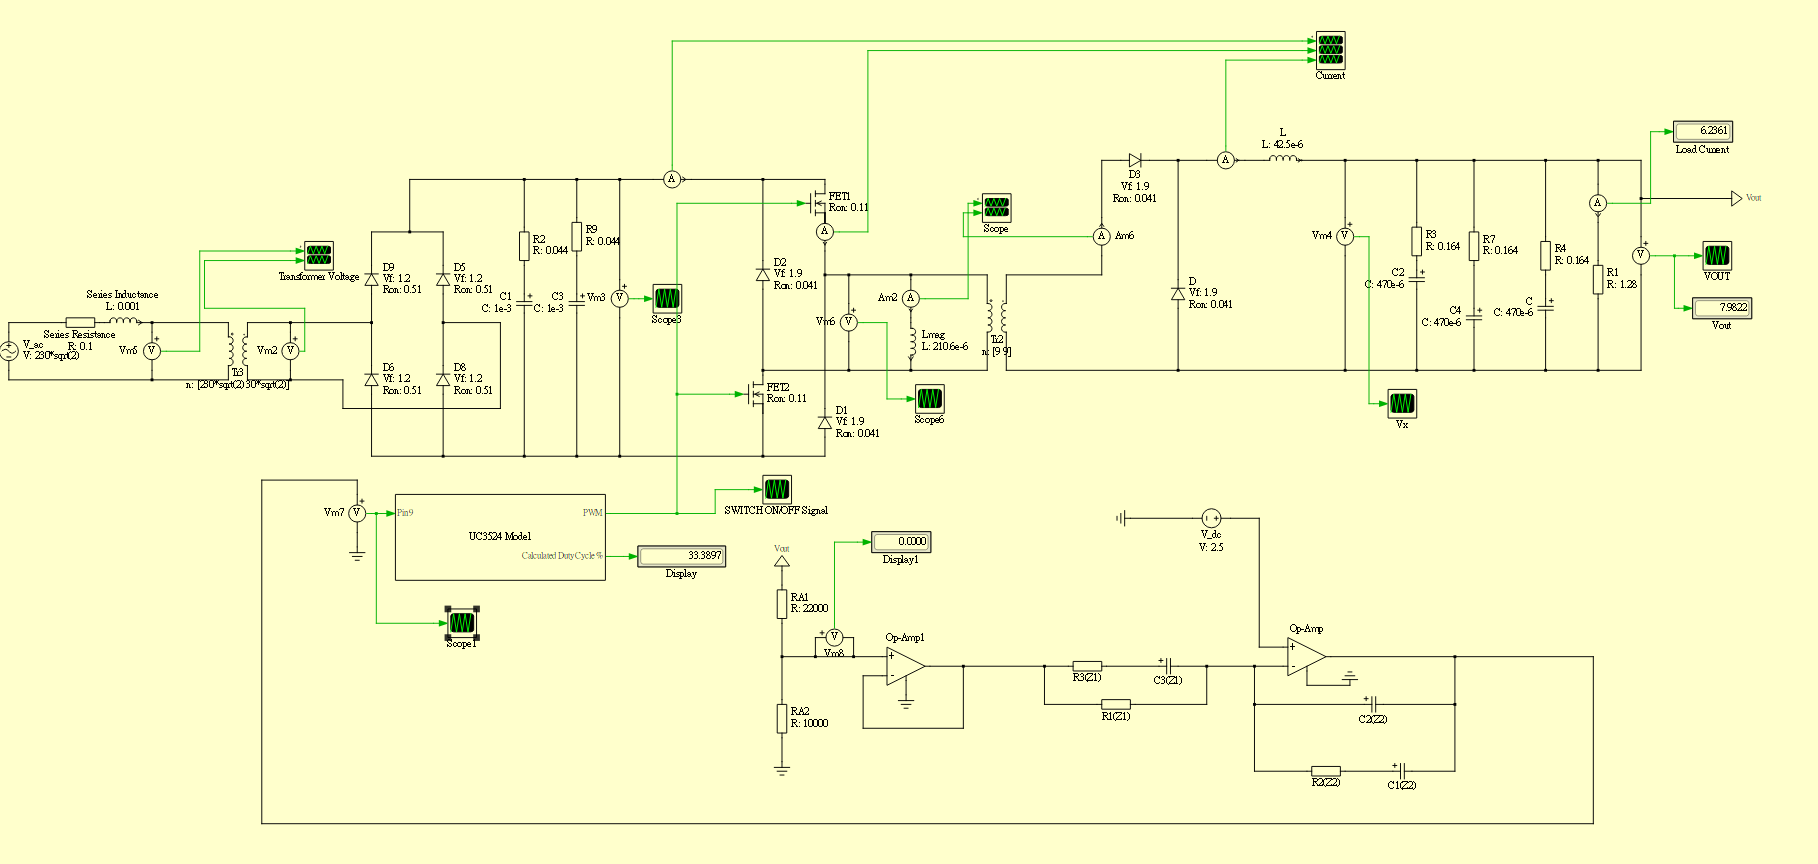 Current
L
L: 42.5e-6
6.2361
Load Current
D3
Vf: 1.9
Ron: 0.041
FET1
Ron: 0.11
Vout
R2
R: 0.044
R9
R: 0.044
Scope
Am6
Vm4
R3
R: 0.164
R7
R: 0.164
R4
R: 0.164
Transformer Voltage
D9
Vf: 1.2
Ron: 0.51
D5
Vf: 1.2
Ron: 0.51
D2
Vf: 1.9
Ron: 0.041
C2
C: 470e-6
R1
R: 1.28
VOUT
Series Inductance
L: 0.001
C1
C: 1e-3
C3
C: 1e-3
Vm3
Scope3
Am2
D
Vf: 1.9
Ron: 0.041
C4
C: 470e-6
C
C: 470e-6
7.9822
Vout
Series Resistance
R: 0.1
V_ac
V: 230*sqrt(2)
Vm5
Vm2
Vm6
Lmag
L: 210.6e-6
Tr2
n: [9 9]
Tr3
n: [230*sqrt(2) 30*sqrt(2)]
D6
Vf: 1.2
Ron: 0.51
D8
Vf: 1.2
Ron: 0.51
FET2
Ron: 0.11
D1
Vf: 1.9
Ron: 0.041
Scope6
Vx
Vm7
Pin9
PWM
UC3524 Model
Calculated Duty Cycle %
SWITCH ON/OFF Signal
33.3897
Display
V_dc
V: 2.5
Vout
0.0000
Display1
RA1
R: 22000
Scope1
Vm8
Op-Amp1
Op-Amp
R3(Z1)
C3(Z1)
R1(Z1)
C2(Z2)
RA2
R: 10000
R2(Z2)
C1(Z2)